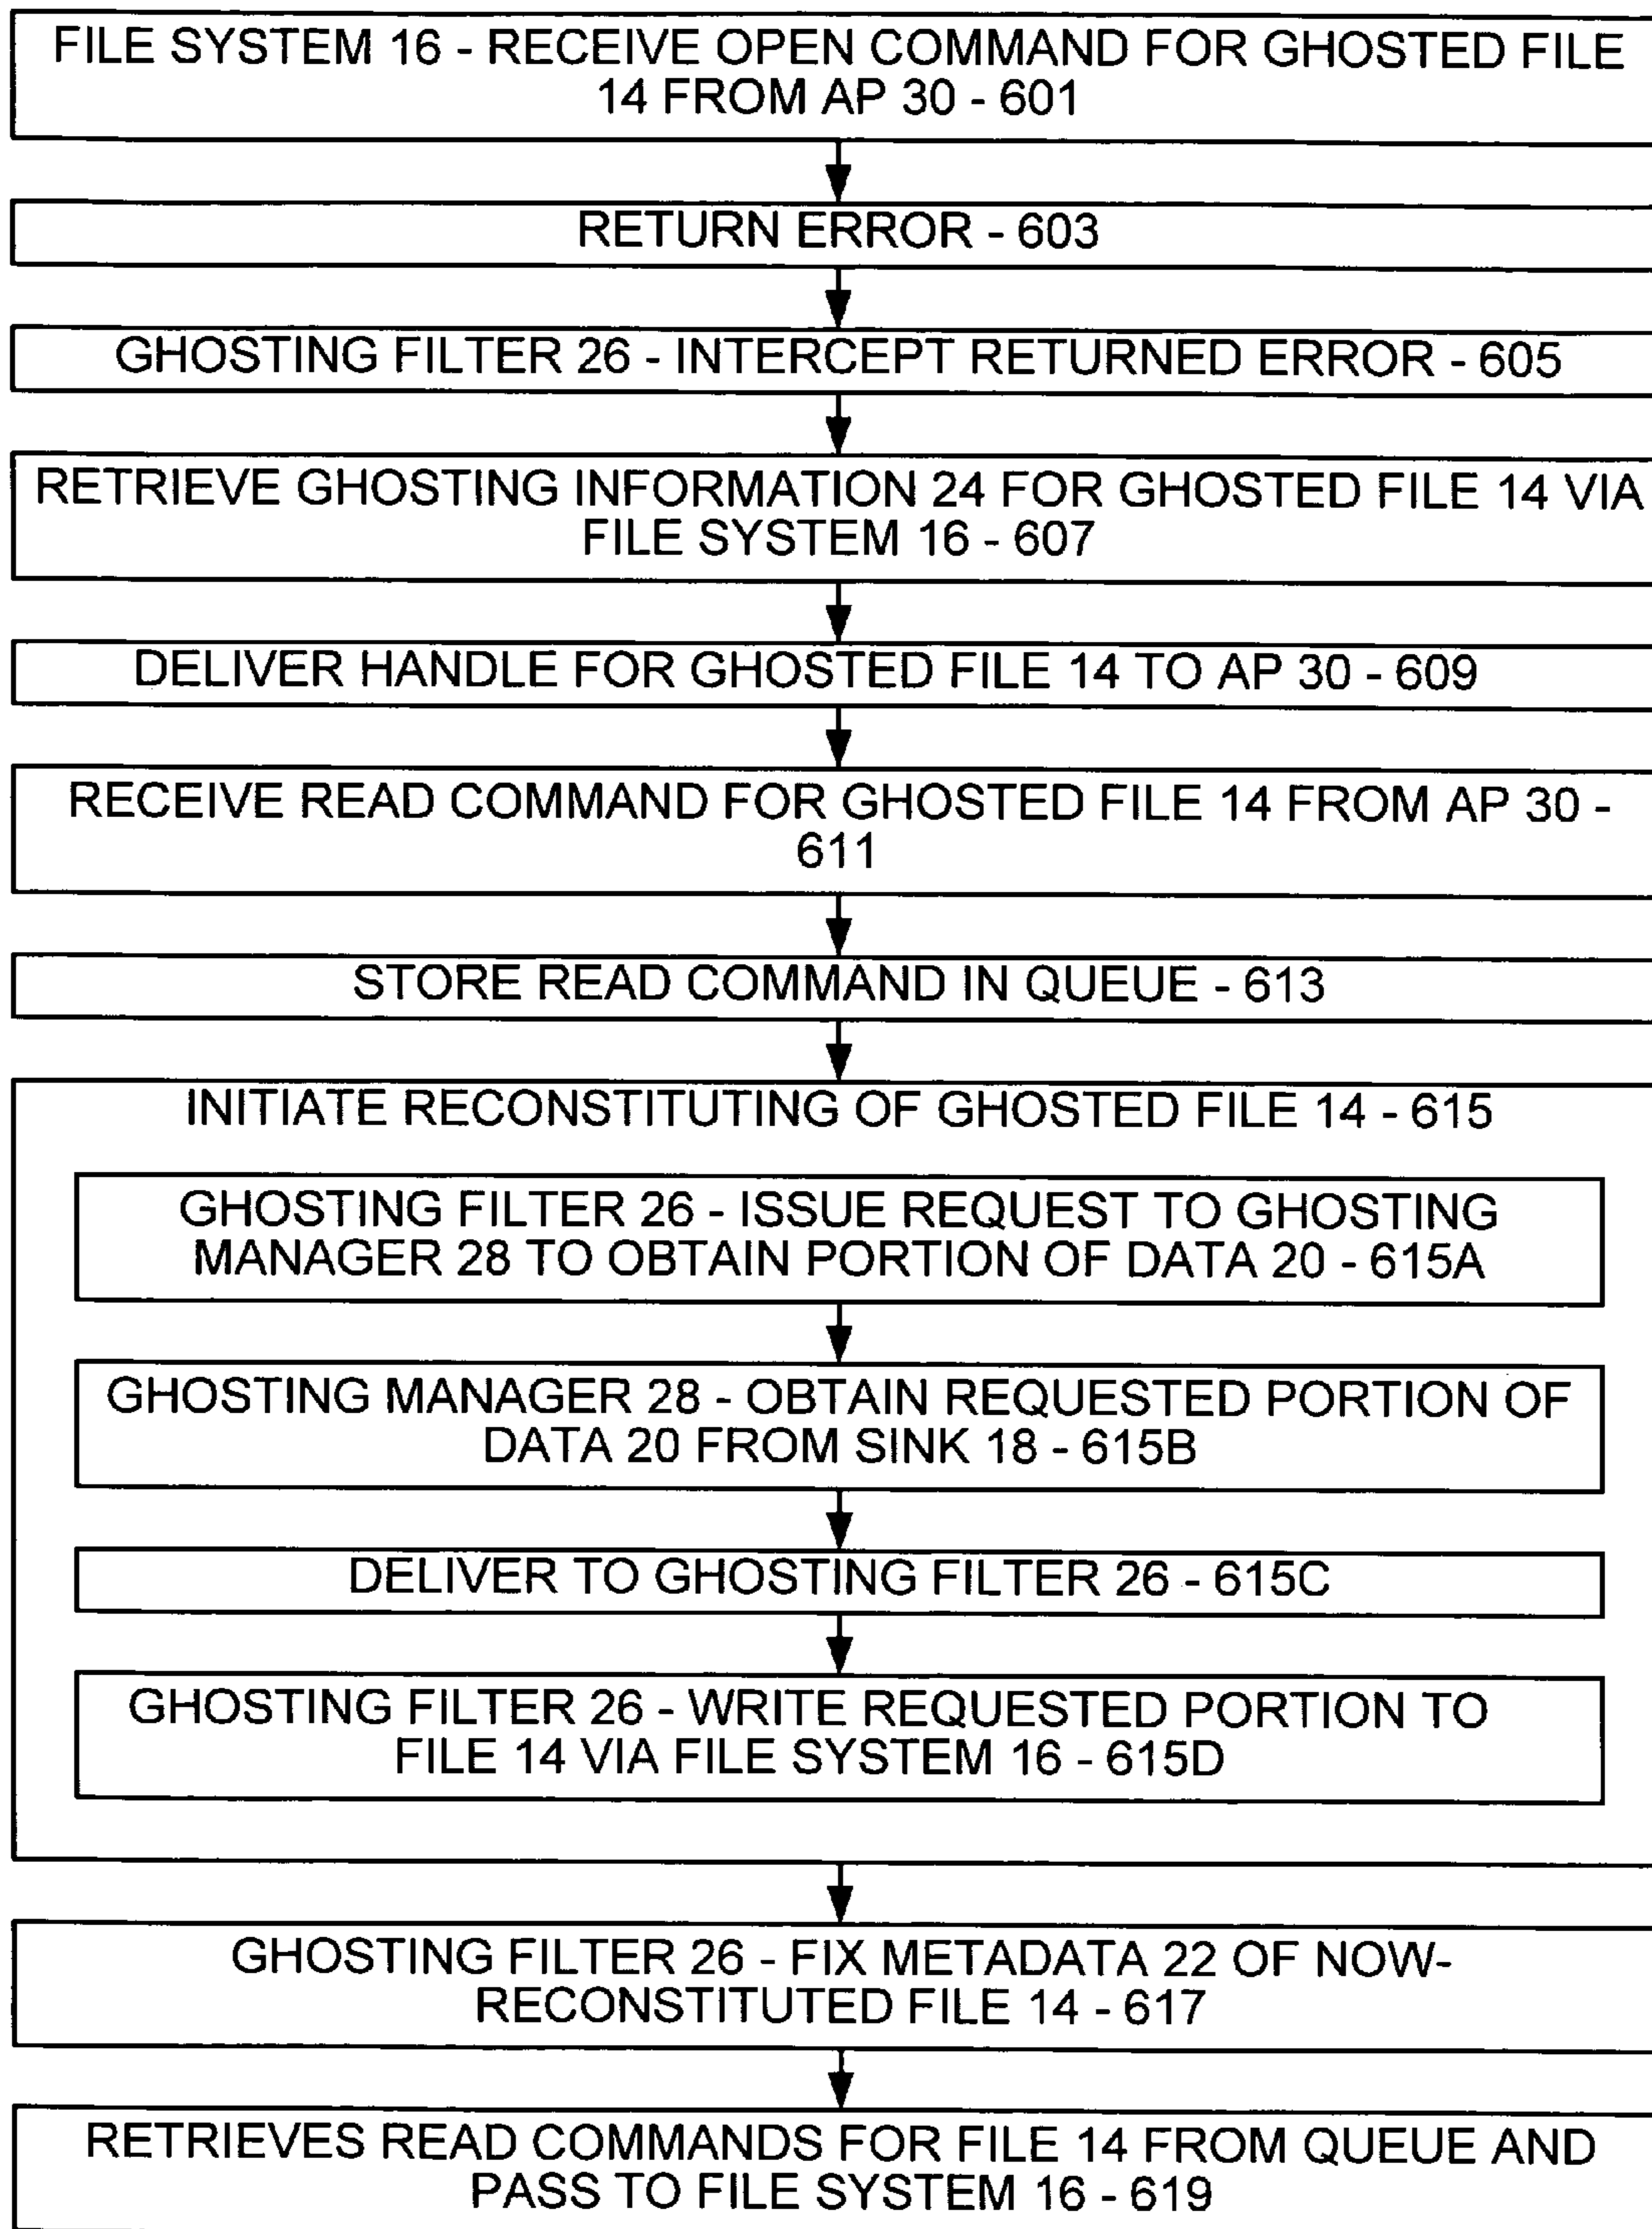 FILE SYSTEM 16 - RECEIVE OPEN COMMAND FOR GHOSTED FILE
14 FROM AP 30 - 601
RETURN ERROR - 603
GHOSTING FILTER 26 - INTERCEPT RETURNED ERROR - 605
RETRIEVE GHOSTING INFORMATION 24 FOR GHOSTED FILE 14 VIA
FILE SYSTEM 16 - 607
DELIVER HANDLE FOR GHOSTED FILE 14 TO AP 30 - 609
RECEIVE READ COMMAND FOR GHOSTED FILE 14 FROM AP 30 -
611
STORE READ COMMAND IN QUEUE - 613
INITIATE RECONSTITUTING OF GHOSTED FILE 14 - 615
GHOSTING FILTER 26 - ISSUE REQUEST TO GHOSTING
MANAGER 28 TO OBTAIN PORTION OF DATA 20 - 615A
GHOSTING MANAGER 28 - OBTAIN REQUESTED PORTION OF
DATA 20 FROM SINK 18 - 615B
DELIVER TO GHOSTING FILTER 26 - 615C
GHOSTING FILTER 26 - WRITE REQUESTED PORTION TO
FILE 14 VIA FILE SYSTEM 16 - 615D
GHOSTING FILTER 26 - FIX METADATA 22 OF NOW-
RECONSTITUTED FILE 14 - 617
RETRIEVES READ COMMANDS FOR FILE 14 FROM QUEUE AND
PASS TO FILE SYSTEM 16 - 619